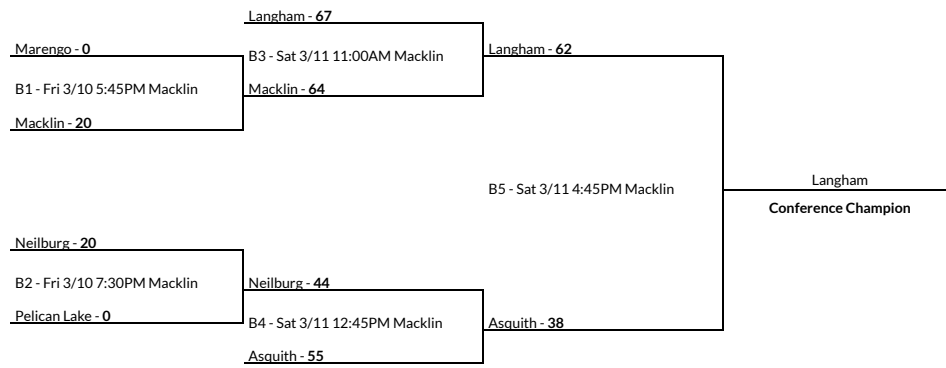 Langham - 67
Marengo - 0
B3 - Sat 3/11 11:00AM Macklin
Langham - 62
B1 - Fri 3/10 5:45PM Macklin
Macklin - 64
Macklin - 20
B5 - Sat 3/11 4:45PM Macklin
Langham
Conference Champion
Neilburg - 20
B2 - Fri 3/10 7:30PM Macklin
Neilburg - 44
Pelican Lake - 0
B4 - Sat 3/11 12:45PM Macklin
Asquith - 38
Asquith - 55